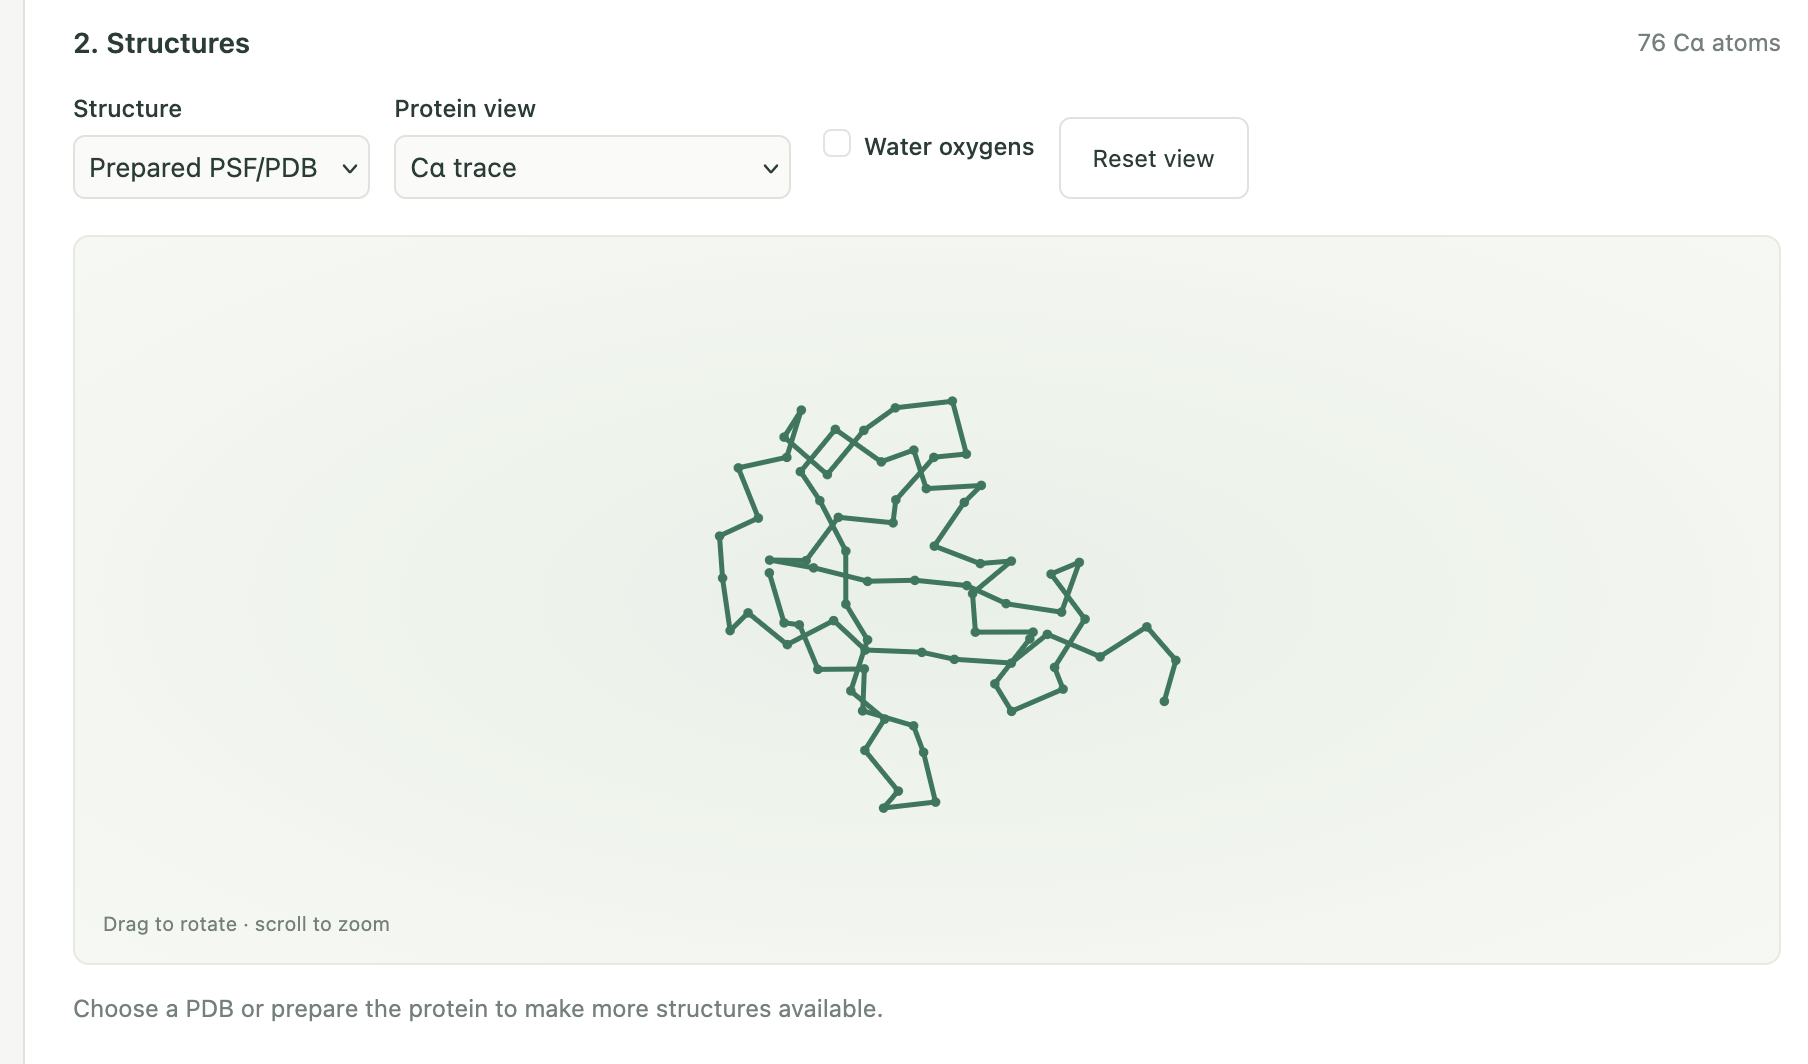 2. Structures
76 Cα atoms
Structure
Protein view
Prepared PSF/PDB
Cα trace
Water oxygens
Reset view
Drag to rotate · scroll to zoom
Choose a PDB or prepare the protein to make more structures available.